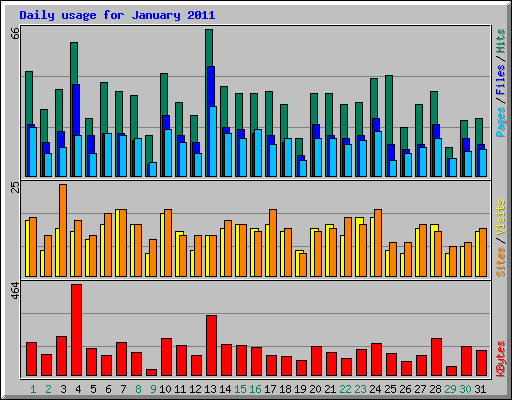 Daily usage for January 2011
66
Pages/Files/Hits
25
Sites/Visits
464
KBytes
1 2 3 4 5 6 7 8 9 10 11 12 13 14 15 16 17 18 19 20 21 22 23 24 25 26 27 28 29 30 31